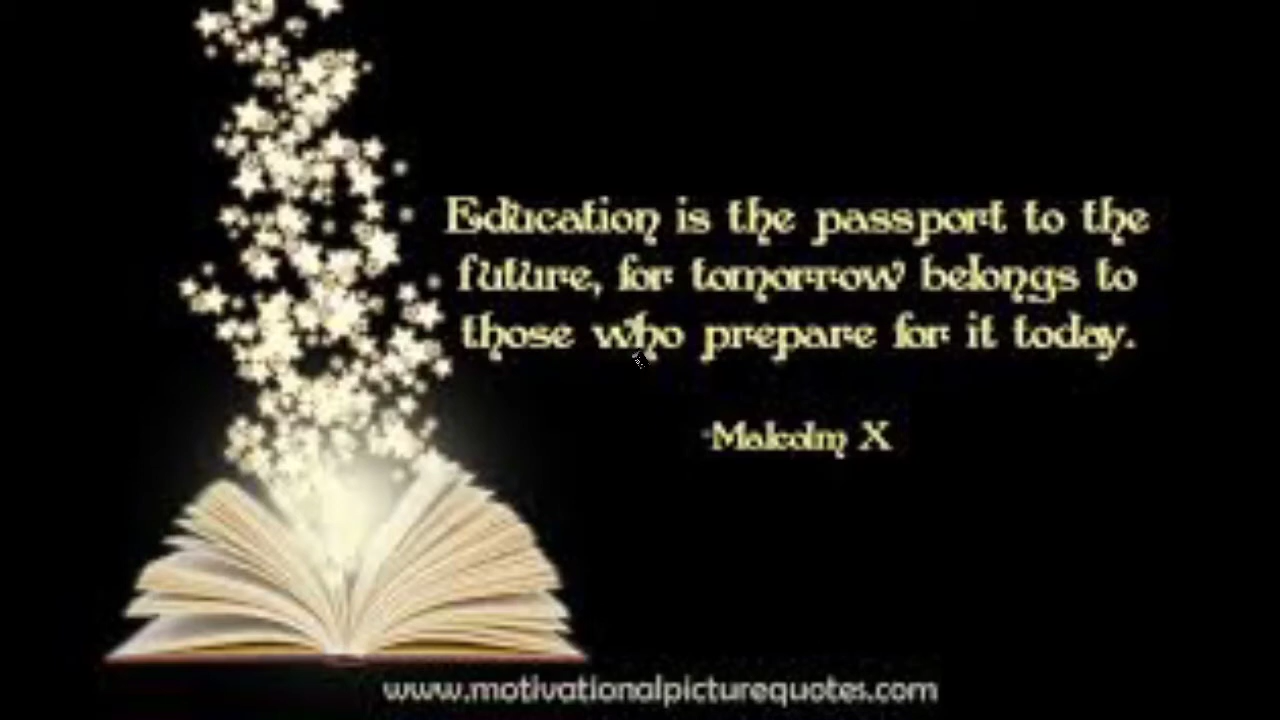 Education is the passport to the
future, for tomorrow belongs to
those who prepare for it today.
-Malcolm X
www.motivationalpicturequotes.com